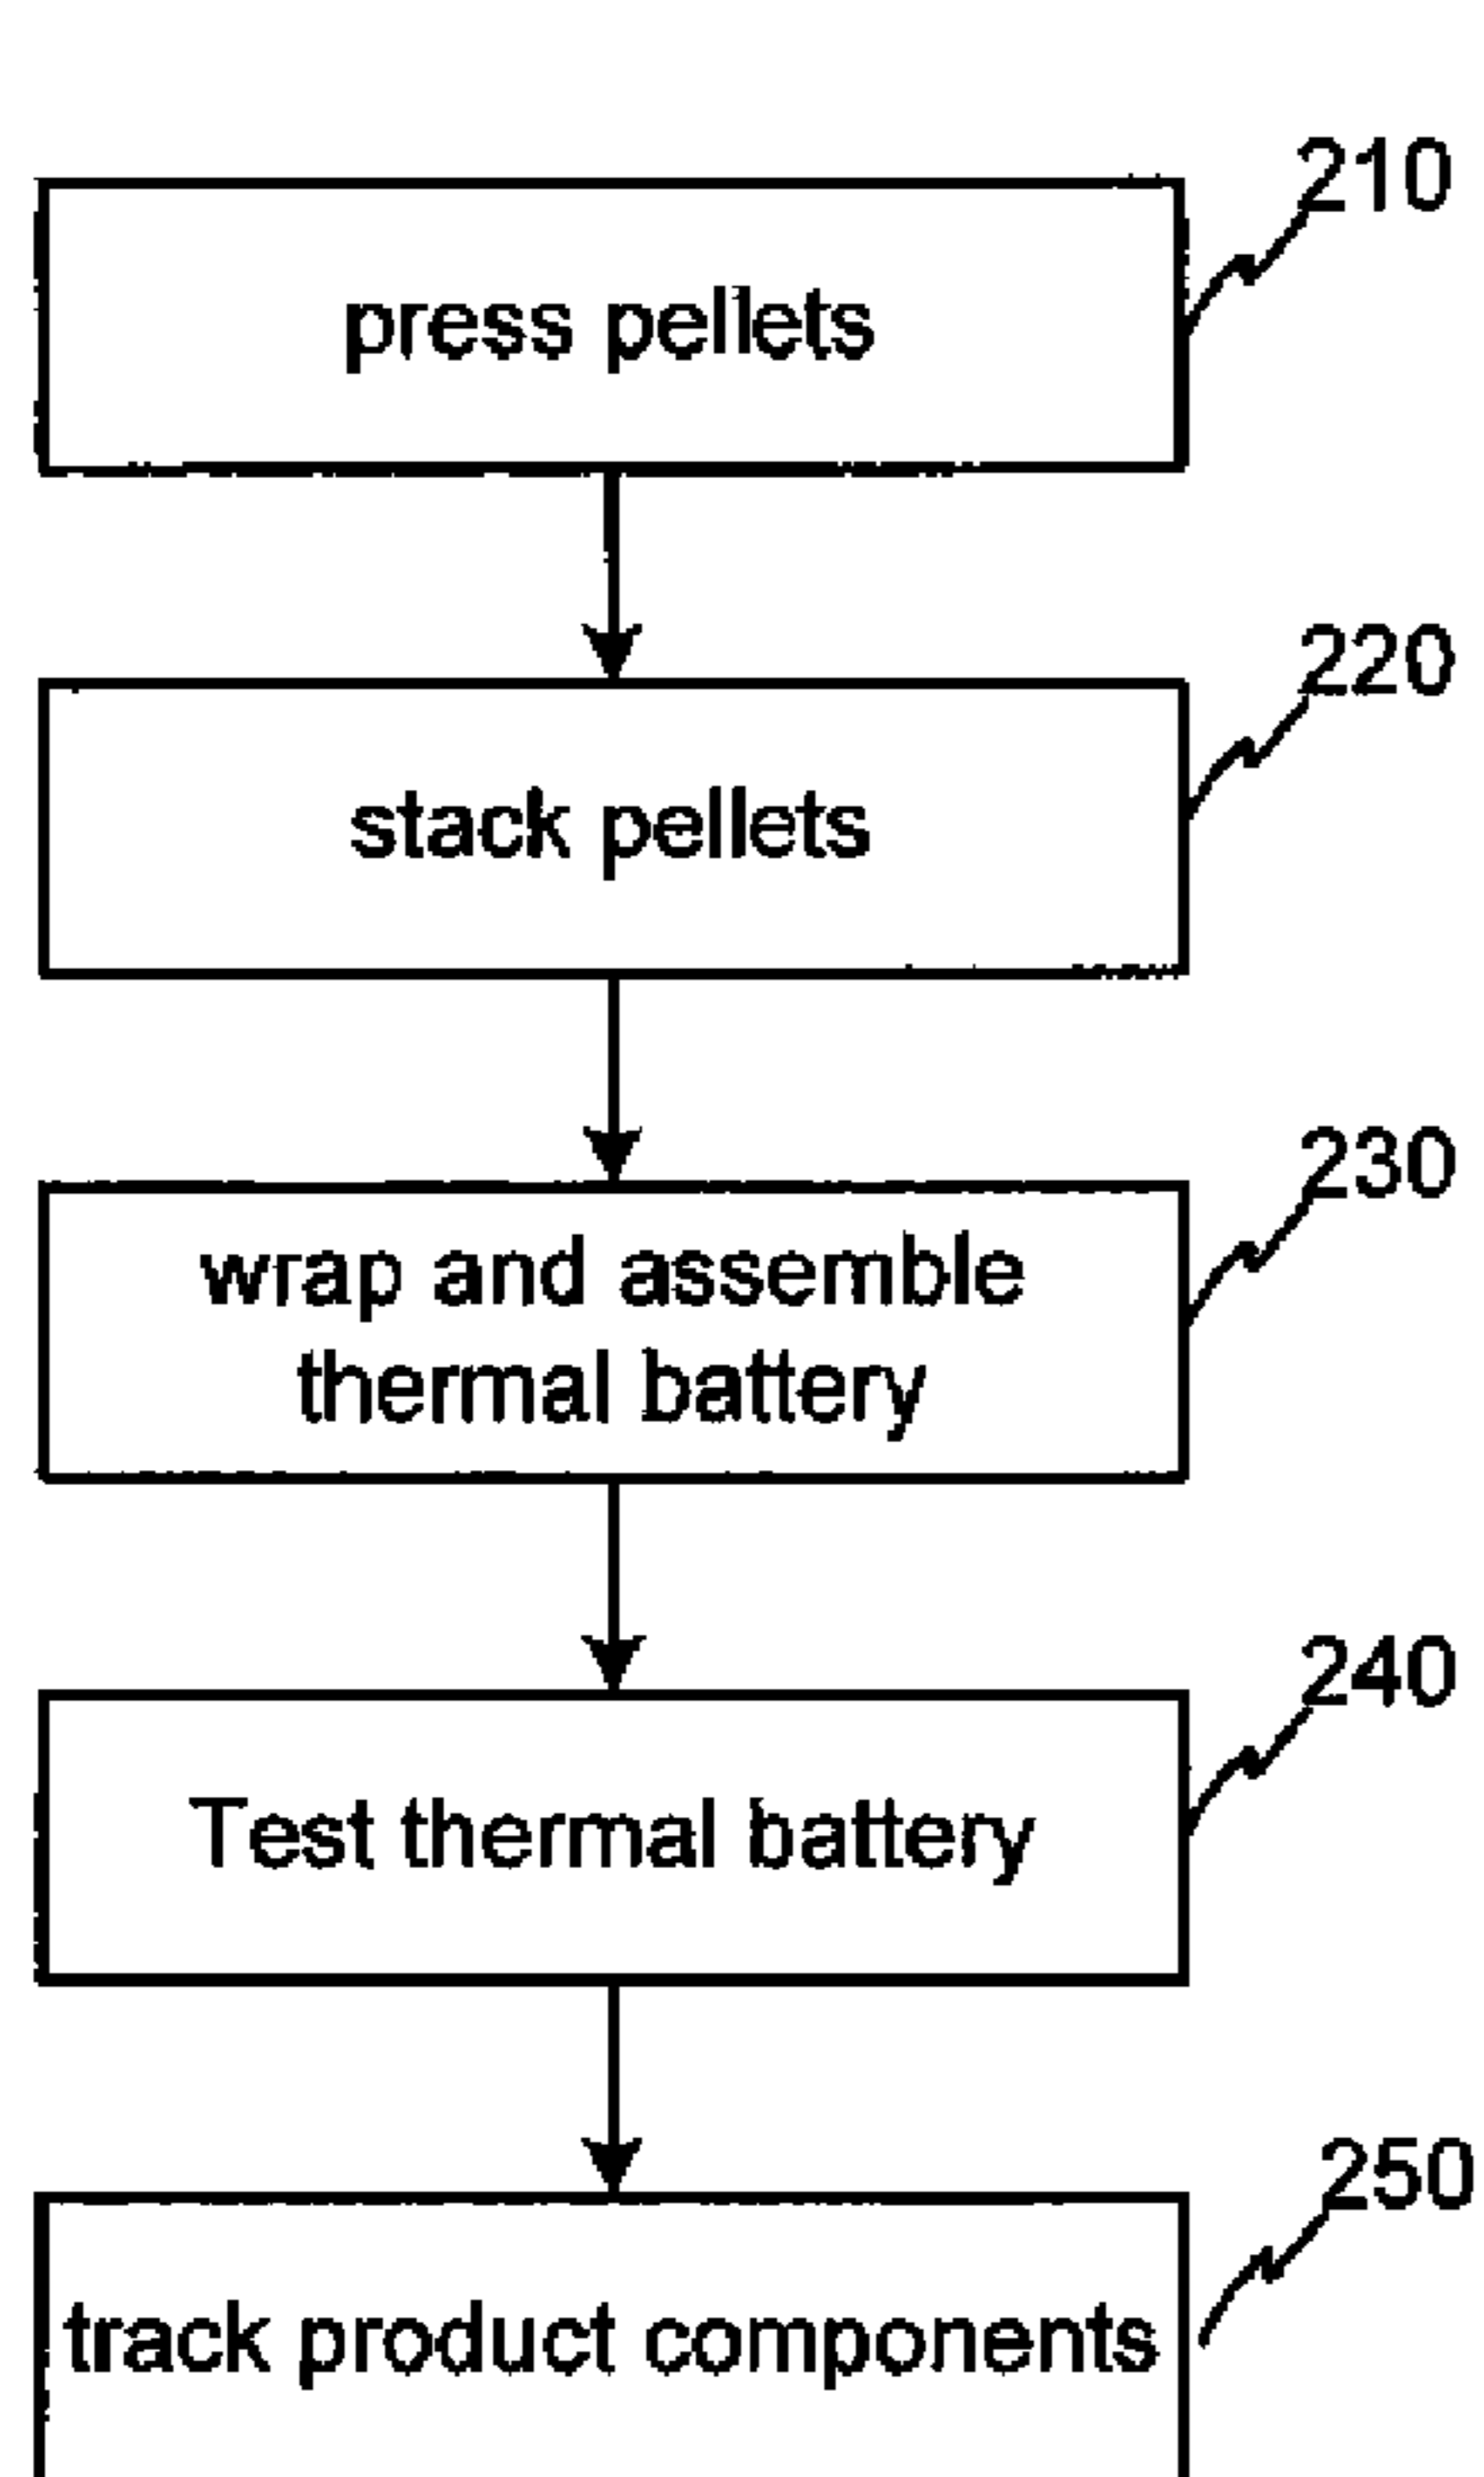 210
press pellets
220
stack pellets
230
wrap and assemble
thermal battery
240
Test thermal battery
250
track product components